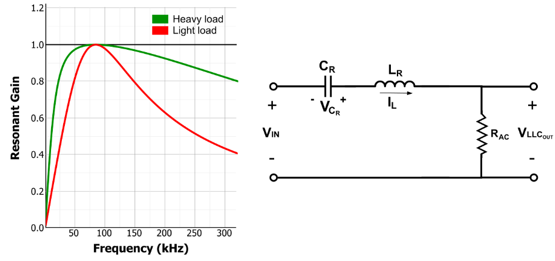 Heavy load
Light load
1.2
1.0
0.8
0.6
0.4
0.2
0.0
Resonant Gain
50 100 150 200 250 300
Frequency (kHz)
CR LR
- +
VCR IL
+ +
VIN RAC VLLCOUT
- -